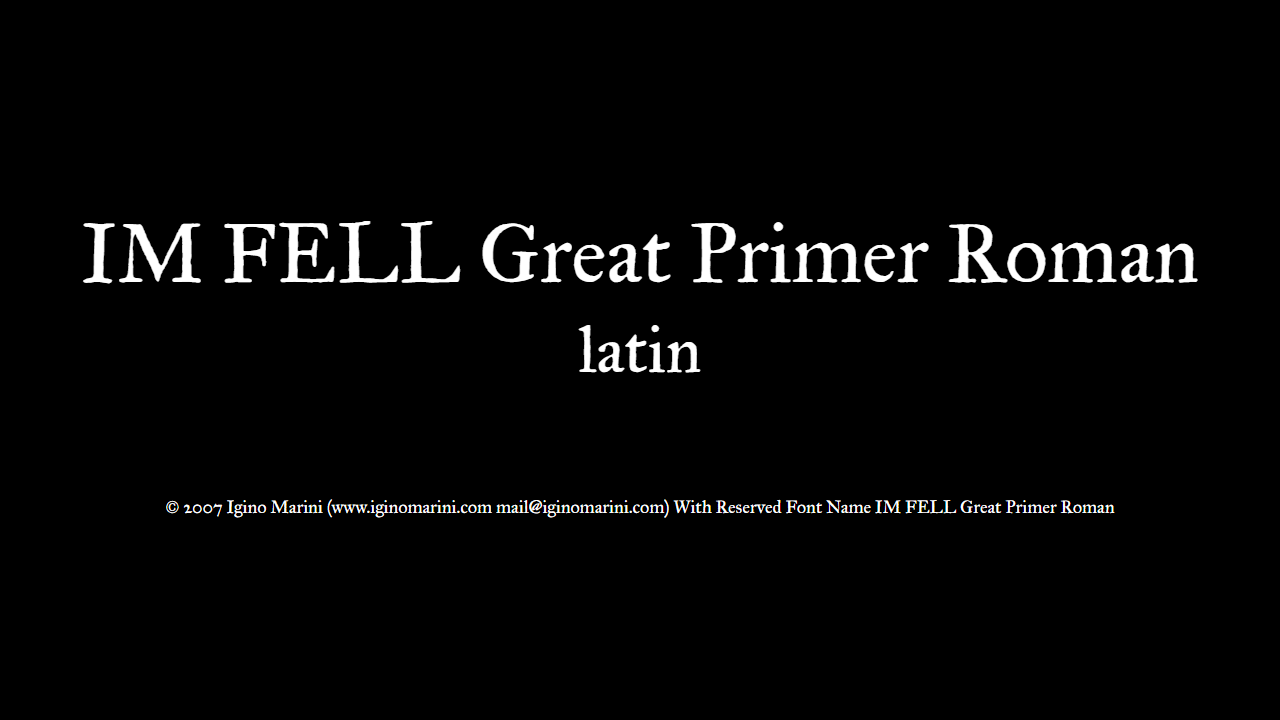 IM FELL Great Primer Roman
latin
© 2007 Igino Marini (www.iginomarini.com mail@iginomarini.com) With Reserved Font Name IM FELL Great Primer Roman